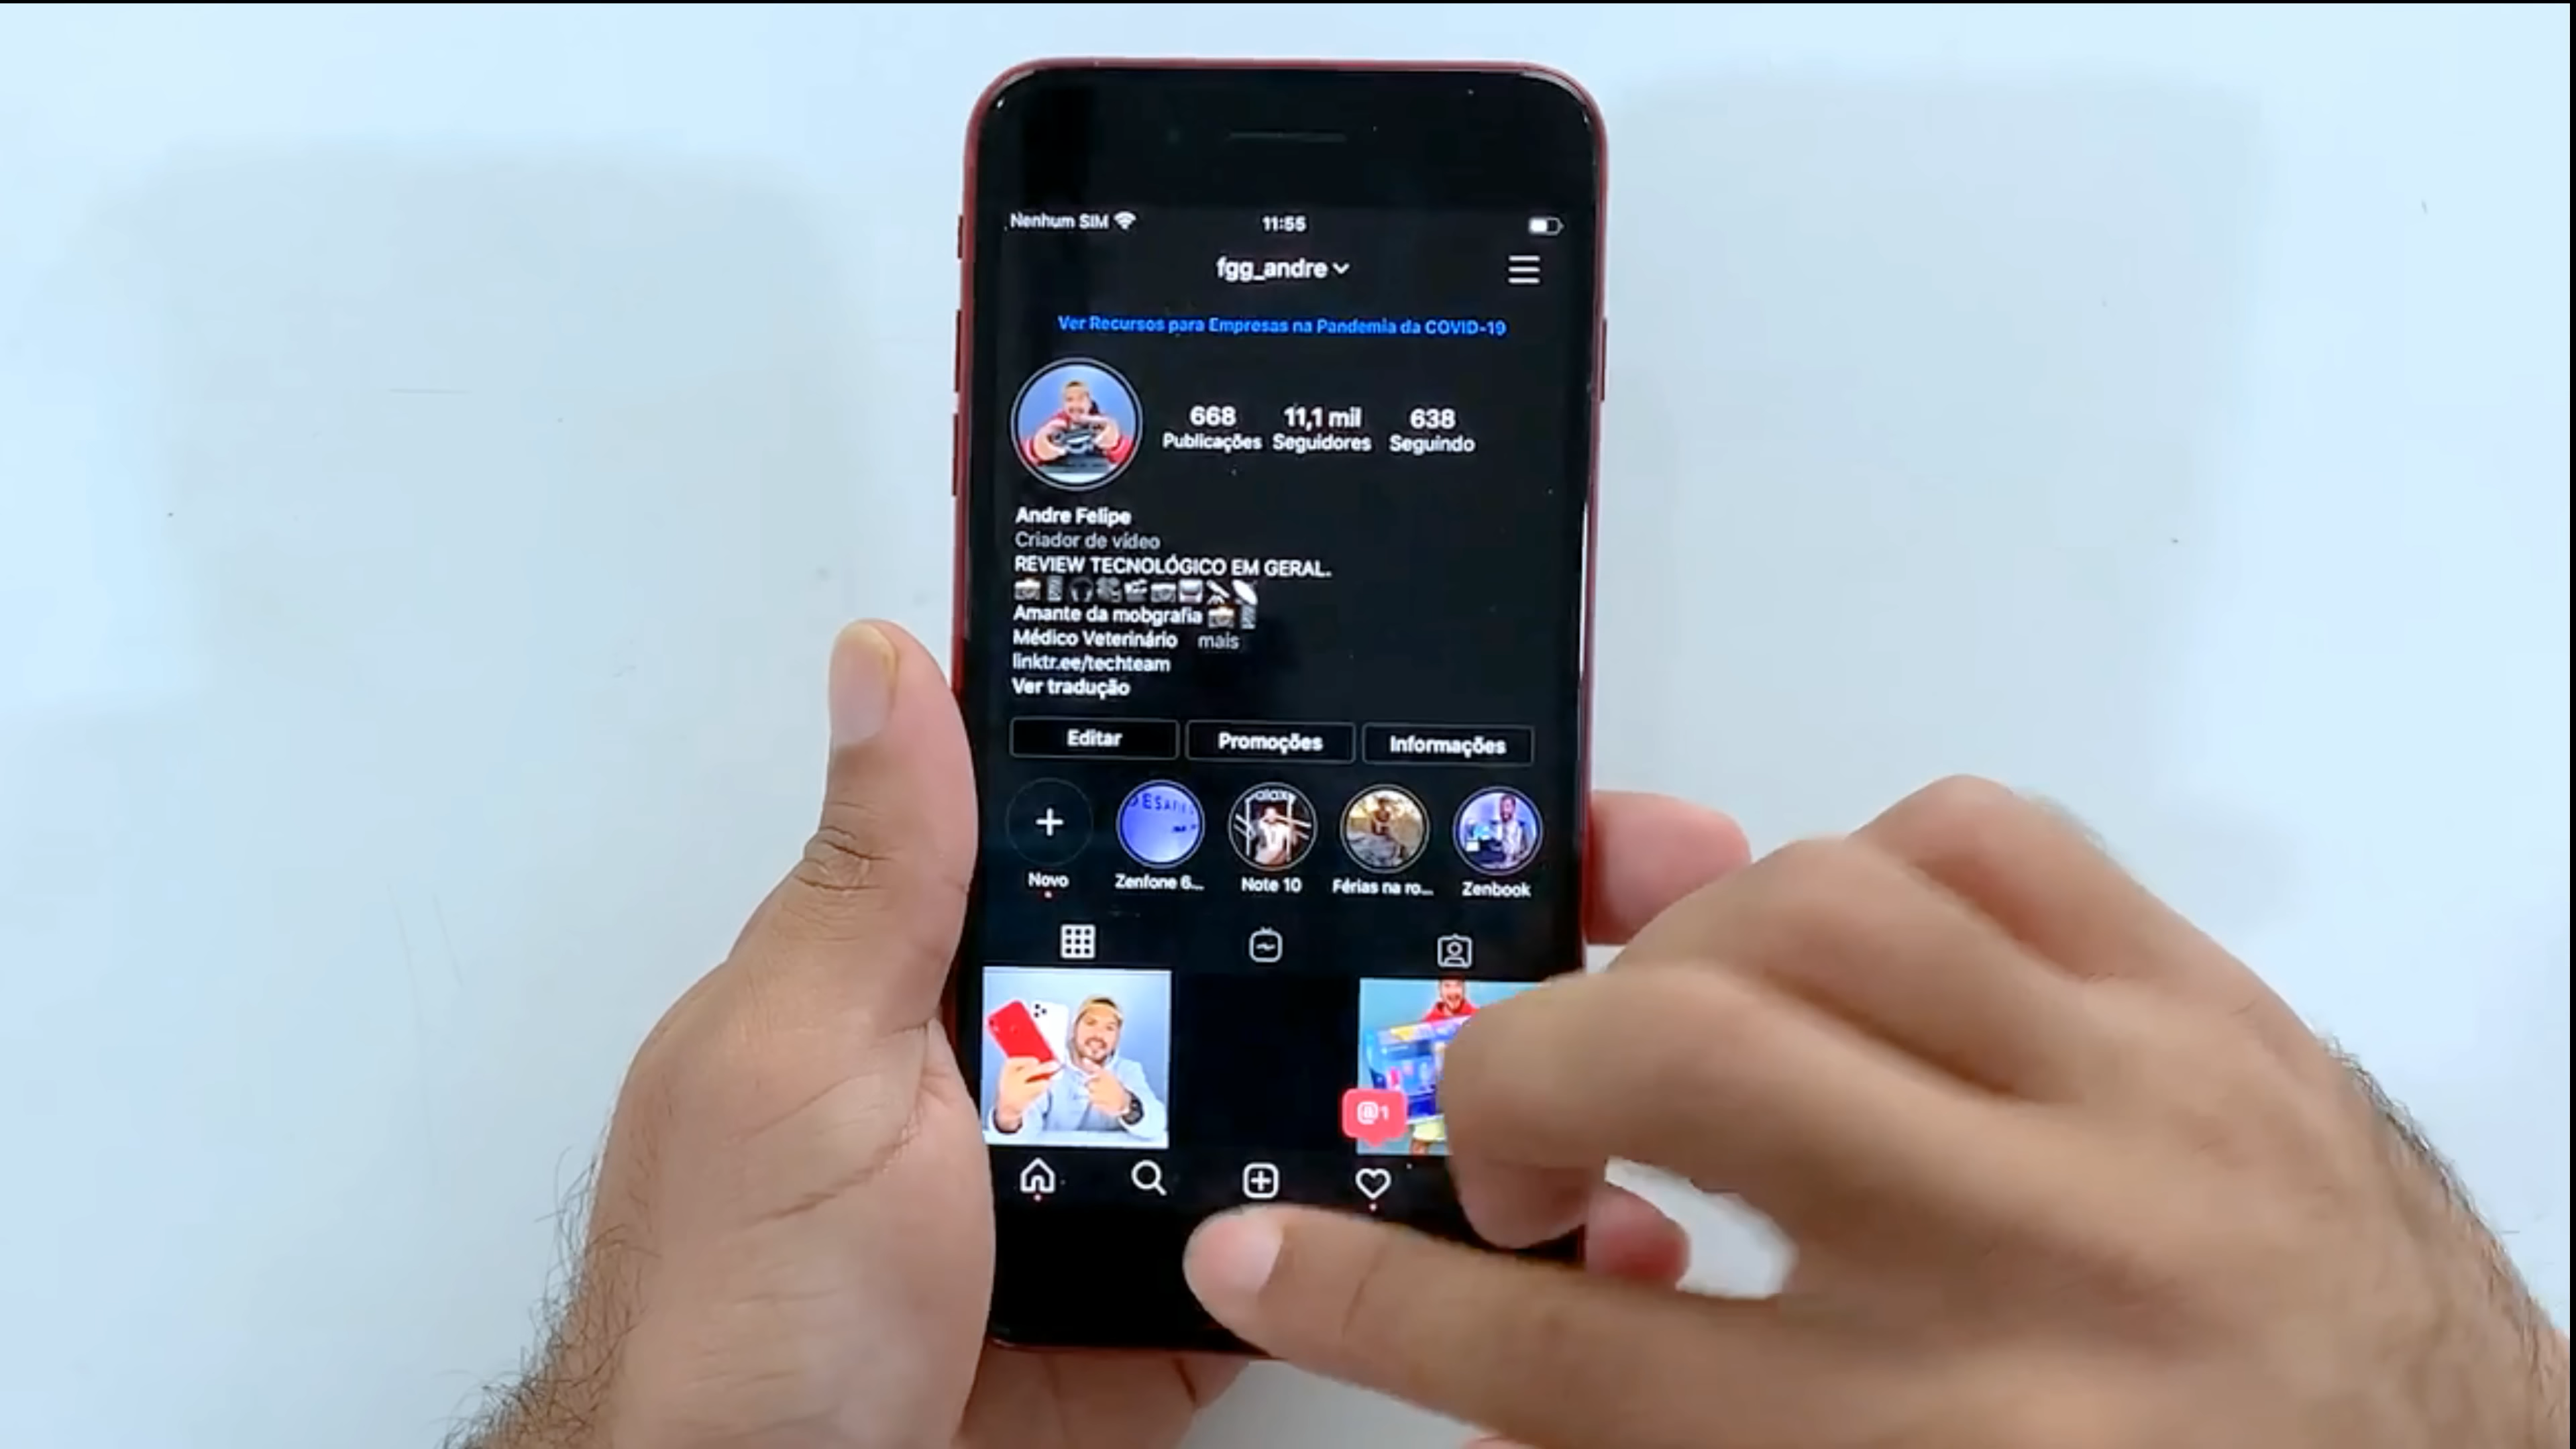 Nenhum SIM
11:55
fgg_andre
Ver Recursos para Empresas na Pandemia da COVID-19
668 11,1 mil 638
Publicações Seguidores Seguindo
Andre Felipe
Criador de vídeo
REVIEW TECNOLÓGICO EM GERAL.
Amante da mobgrafia
Médico Veterinário mais
linktr.ee/techteam
Ver tradução
Editar Promoções Informações
Novo Zenfone 6... Note 10 Férias na ro... Zenbook
@1